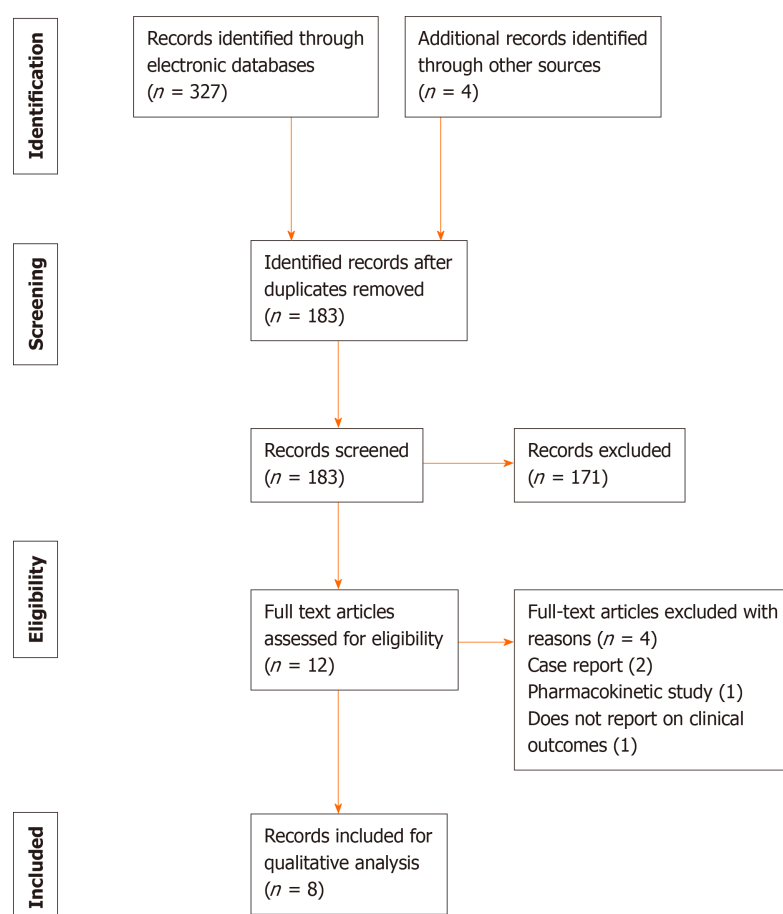 Identification
Records identified through
electronic databases
(n = 327)
Additional records identified
through other sources
(n = 4)
Screening
Identified records after
duplicates removed
(n = 183)
Records screened
(n = 183)
Records excluded
(n = 171)
Eligibility
Full text articles
assessed for eligibility
(n = 12)
Full-text articles excluded with
reasons (n = 4)
Case report (2)
Pharmacokinetic study (1)
Does not report on clinical
outcomes (1)
Included
Records included for
qualitative analysis
(n = 8)